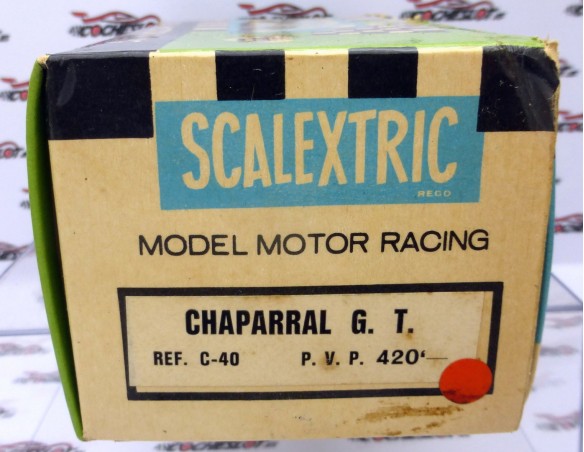 SCALEXTRIC
REGD
MODEL MOTOR RACING
CHAPARRAL G. T.
REF. C-40 P. V. P. 420‘—